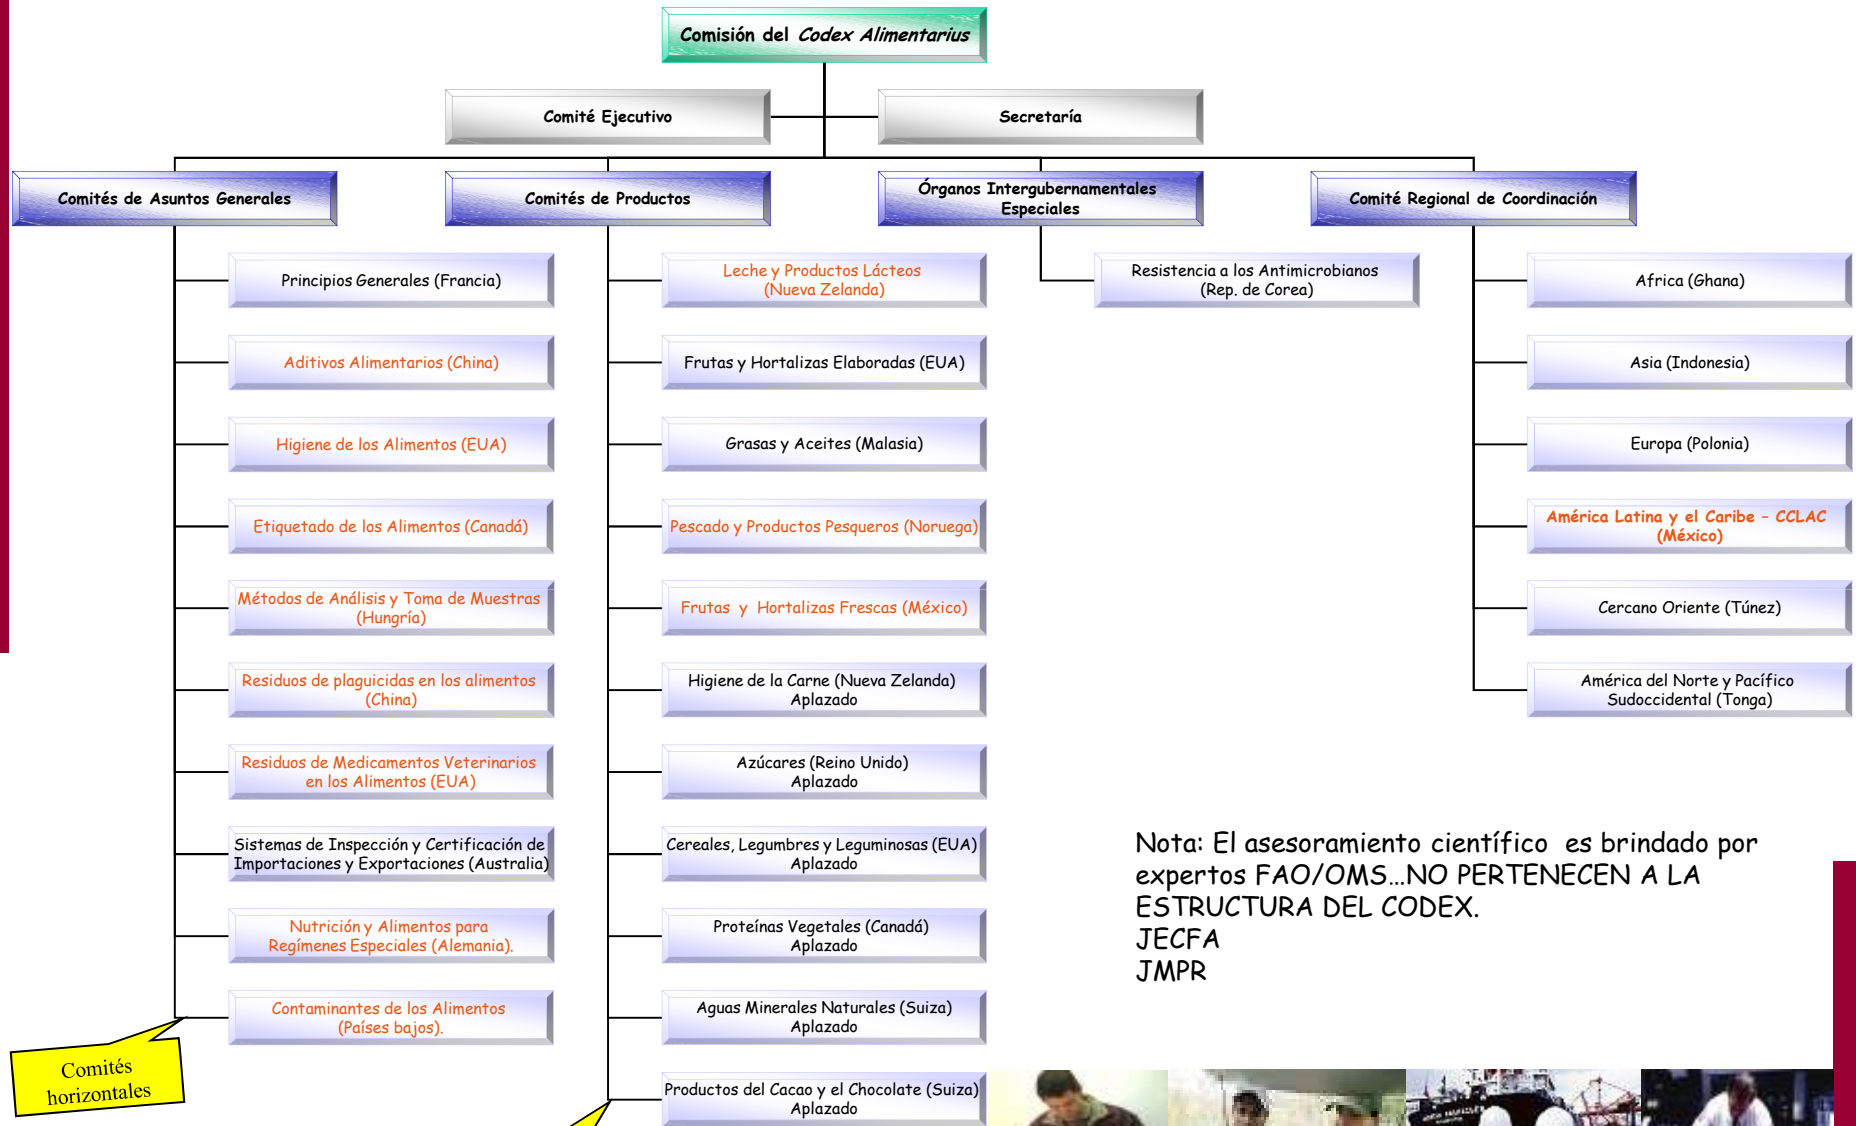 Comisión del Codex Alimentarius
Comité Ejecutivo
Secretaría
Comités de Asuntos Generales
Comités de Productos
Órganos Intergubernamentales
Especiales
Comité Regional de Coordinación
Principios Generales (Francia)
Aditivos Alimentarios (China)
Higiene de los Alimentos (EUA)
Etiquetado de los Alimentos (Canadá)
Métodos de Análisis y Toma de Muestras
(Hungría)
Residuos de plaguicidas en los alimentos
(China)
Residuos de Medicamentos Veterinarios
en los Alimentos (EUA)
Sistemas de Inspección y Certificación de
Importaciones y Exportaciones (Australia)
Nutrición y Alimentos para
Regímenes Especiales (Alemania).
Contaminantes de los Alimentos
(Países bajos).
Comités
horizontales
Leche y Productos Lácteos
(Nueva Zelanda)
Frutas y Hortalizas Elaboradas (EUA)
Grasas y Aceites (Malasia)
Pescado y Productos Pesqueros (Noruega)
Frutas y Hortalizas Frescas (México)
Higiene de la Carne (Nueva Zelanda)
Aplazado
Azúcares (Reino Unido)
Aplazado
Cereales, Legumbres y Leguminosas (EUA)
Aplazado
Proteínas Vegetales (Canadá)
Aplazado
Aguas Minerales Naturales (Suiza)
Aplazado
Productos del Cacao y el Chocolate (Suiza)
Aplazado
Resistencia a los Antimicrobianos
(Rep. de Corea)
Africa (Ghana)
Asia (Indonesia)
Europa (Polonia)
América Latina y el Caribe – CCLAC
(México)
Cercano Oriente (Túnez)
América del Norte y Pacífico
Sudoccidental (Tonga)
Nota: El asesoramiento científico es brindado por
expertos FAO/OMS…NO PERTENECEN A LA
ESTRUCTURA DEL CODEX.
JECFA
JMPR